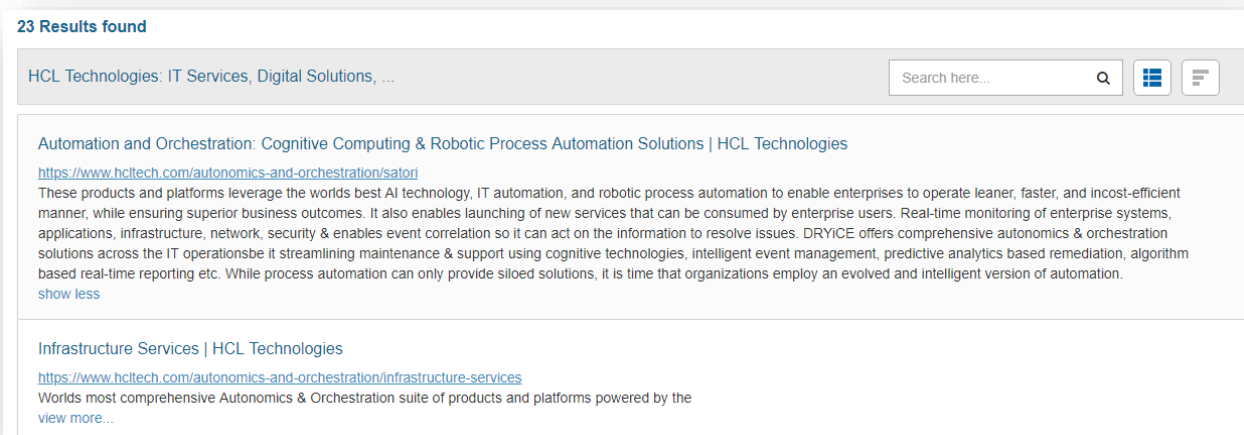 23 Results found
HCL Technologies: IT Services, Digital Solutions, ...
Search here...
Automation and Orchestration: Cognitive Computing & Robotic Process Automation Solutions | HCL Technologies
https://www.hcltech.com/autonomics-and-orchestration/satori
These products and platforms leverage the worlds best AI technology, IT automation, and robotic process automation to enable enterprises to operate leaner, faster, and incost-efficient
manner, while ensuring superior business outcomes. It also enables launching of new services that can be consumed by enterprise users. Real-time monitoring of enterprise systems,
applications, infrastructure, network, security & enables event correlation so it can act on the information to resolve issues. DRYiCE offers comprehensive autonomics & orchestration
solutions across the IT operationsbe it streamlining maintenance & support using cognitive technologies, intelligent event management, predictive analytics based remediation, algorithm
based real-time reporting etc. While process automation can only provide siloed solutions, it is time that organizations employ an evolved and intelligent version of automation.
show less
Infrastructure Services | HCL Technologies
https://www.hcltech.com/autonomics-and-orchestration/infrastructure-services
Worlds most comprehensive Autonomics & Orchestration suite of products and platforms powered by the
view more...